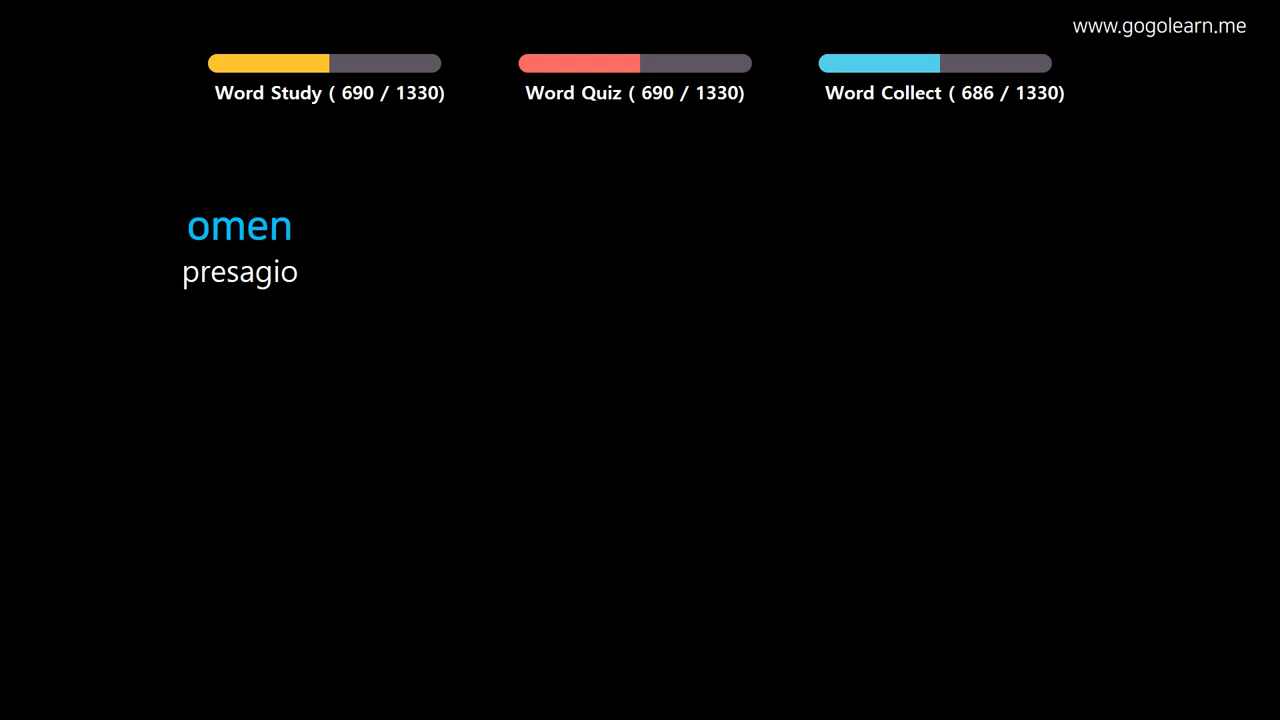 www.gogolearn.me
Word Study ( 690 / 1330)
Word Quiz ( 690 / 1330)
Word Collect ( 686 / 1330)
omen
presagio